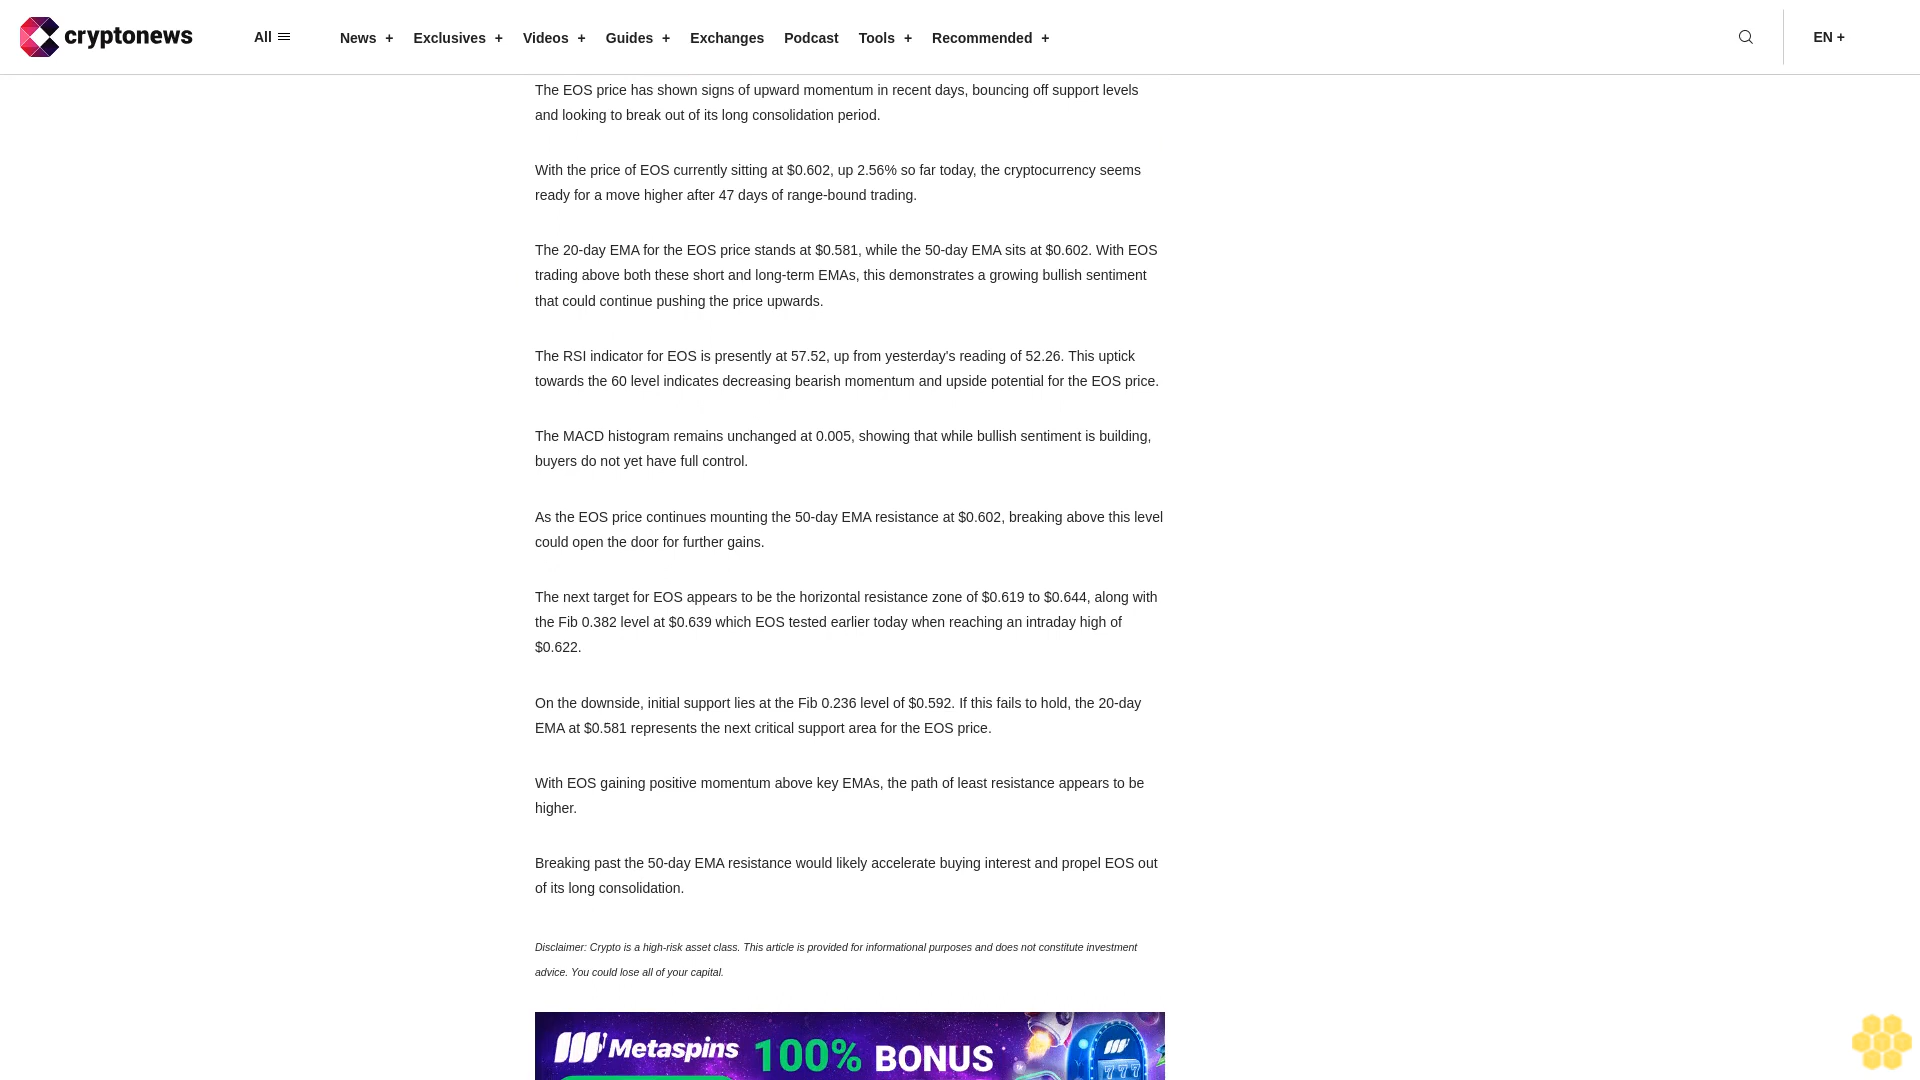 cryptonews
All
News + Exclusives + Videos + Guides + Exchanges Podcast Tools + Recommended +
EN +
The EOS price has shown signs of upward momentum in recent days, bouncing off support levels
and looking to break out of its long consolidation period.
With the price of EOS currently sitting at $0.602, up 2.56% so far today, the cryptocurrency seems
ready for a move higher after 47 days of range-bound trading.
The 20-day EMA for the EOS price stands at $0.581, while the 50-day EMA sits at $0.602. With EOS
trading above both these short and long-term EMAs, this demonstrates a growing bullish sentiment
that could continue pushing the price upwards.
The RSI indicator for EOS is presently at 57.52, up from yesterday's reading of 52.26. This uptick
towards the 60 level indicates decreasing bearish momentum and upside potential for the EOS price.
The MACD histogram remains unchanged at 0.005, showing that while bullish sentiment is building,
buyers do not yet have full control.
As the EOS price continues mounting the 50-day EMA resistance at $0.602, breaking above this level
could open the door for further gains.
The next target for EOS appears to be the horizontal resistance zone of $0.619 to $0.644, along with
the Fib 0.382 level at $0.639 which EOS tested earlier today when reaching an intraday high of
$0.622.
On the downside, initial support lies at the Fib 0.236 level of $0.592. If this fails to hold, the 20-day
EMA at $0.581 represents the next critical support area for the EOS price.
With EOS gaining positive momentum above key EMAs, the path of least resistance appears to be
higher.
Breaking past the 50-day EMA resistance would likely accelerate buying interest and propel EOS out
of its long consolidation.
Disclaimer: Crypto is a high-risk asset class. This article is provided for informational purposes and does not constitute investment
advice. You could lose all of your capital.
Metaspins 100% BONUS
777